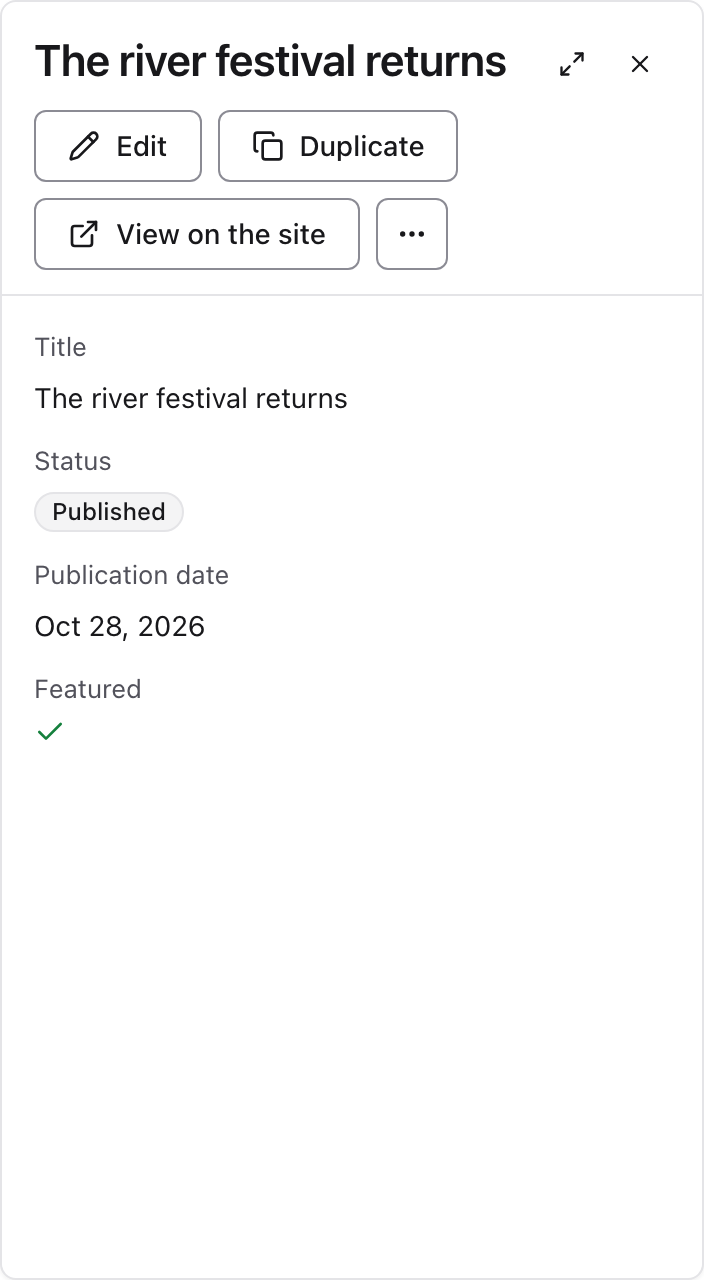 The river festival returns
Edit
Duplicate
View on the site
Title
The river festival returns
Status
Published
Publication date
Oct 28, 2026
Featured